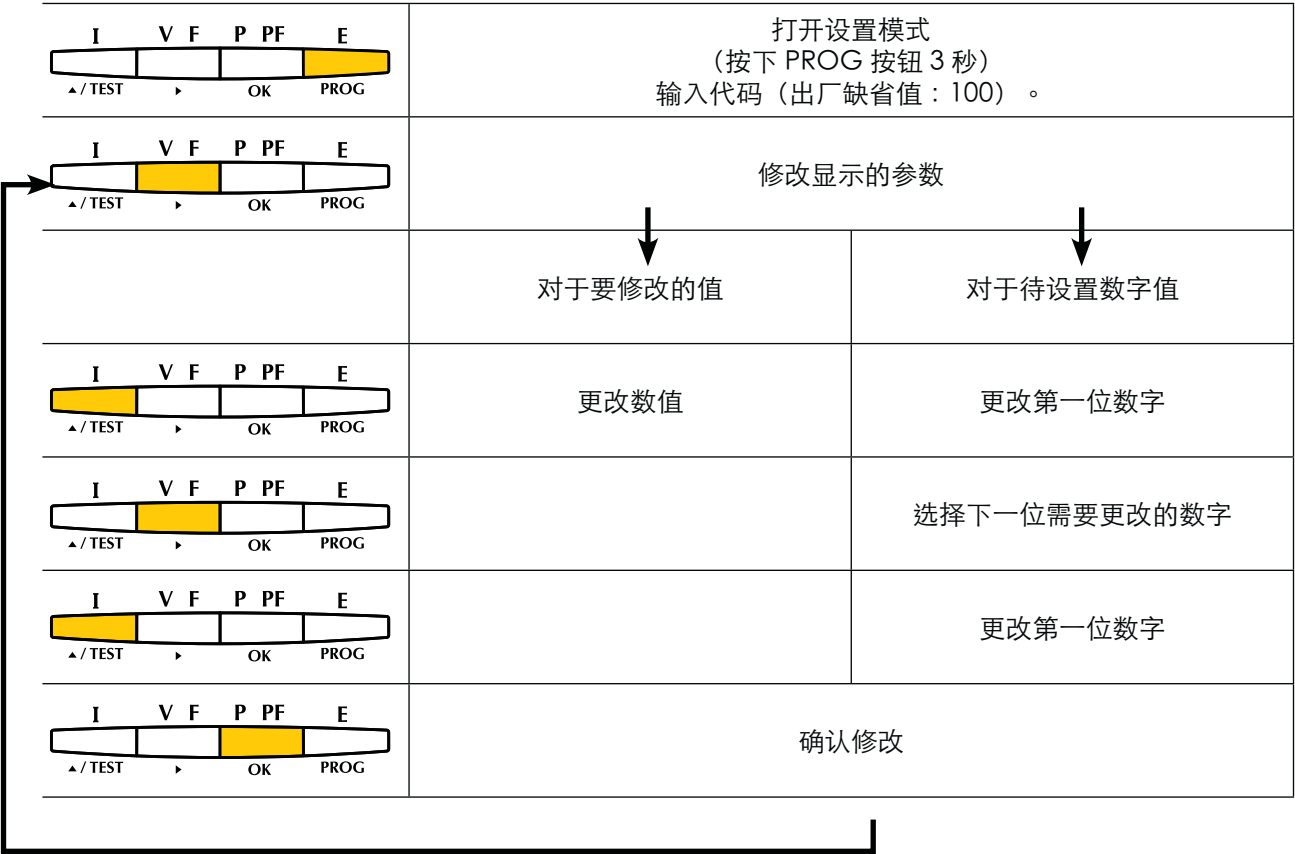 I V F P PF E
▲/ TEST ▶ OK PROG
打开设置模式
（按下 PROG 按钮 3 秒）
输入代码（出厂缺省值：100）。
I V F P PF E
▲/ TEST ▶ OK PROG
修改显示的参数
对于要修改的值
对于待设置数字值
I V F P PF E
▲/ TEST ▶ OK PROG
更改数值
更改第一位数字
I V F P PF E
▲/ TEST ▶ OK PROG
选择下一位需要更改的数字
I V F P PF E
▲/ TEST ▶ OK PROG
更改第一位数字
I V F P PF E
▲/ TEST ▶ OK PROG
确认修改